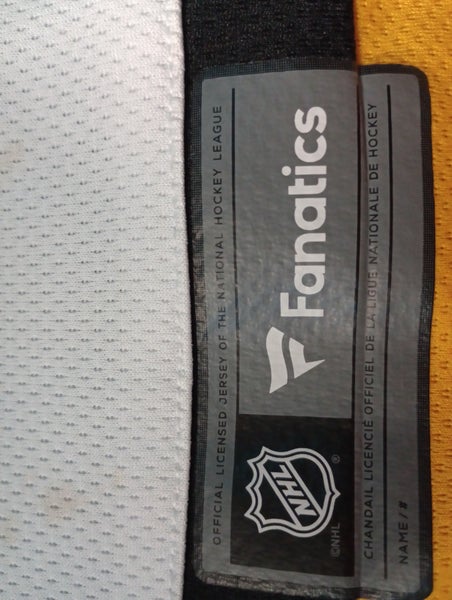 OFFICIAL LICENSED JERSEY OF THE NATIONAL HOCKEY LEAGUE
NHL
®
©NHL
Fanatics
CHANDAIL LICENCIÉ OFFICIEL DE LA LIGUE NATIONALE DE HOCKEY
NAME / #